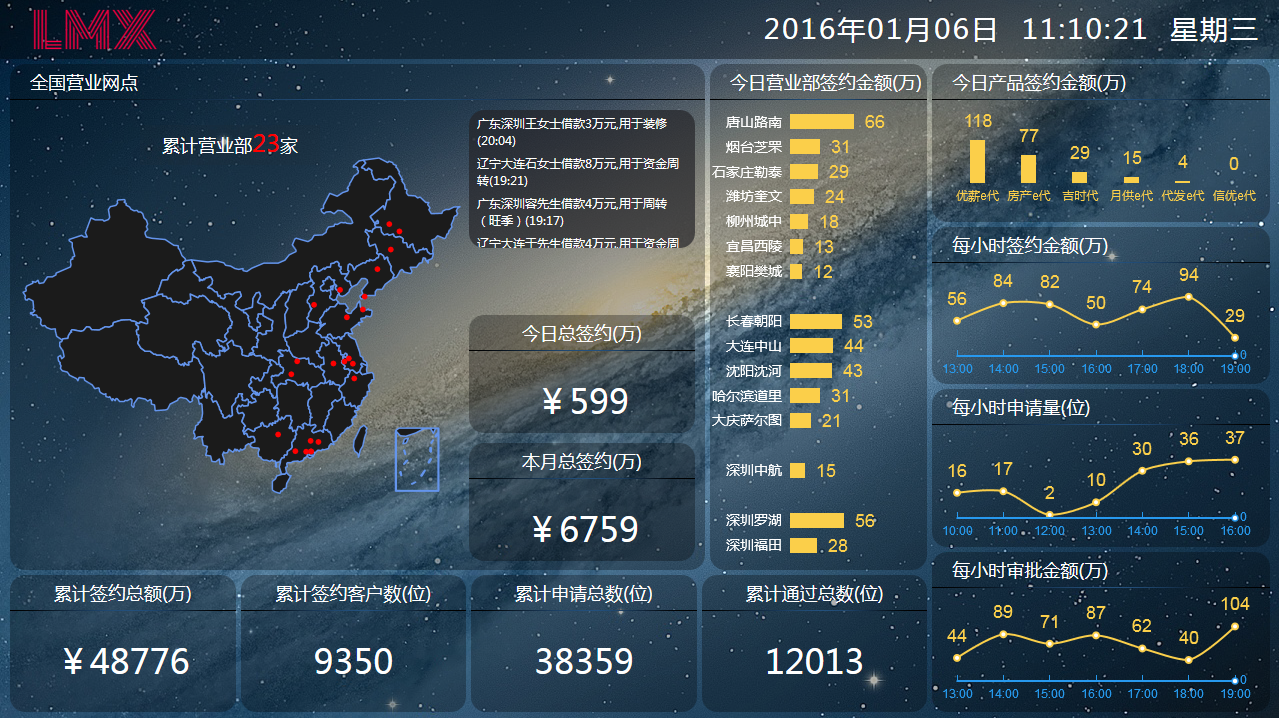 LMX
2016年01月06日 11:10:21 星期三
全国营业网点
累计营业部23家
广东深圳王女士借款3万元,用于装修
(20:04)
辽宁大连石女士借款8万元,用于资金周
转(19:21)
广东深圳容先生借款4万元,用于周转
（旺季）(19:17)
辽宁大连于先生借款4万元,用于资金周
今日总签约(万)
￥599
本月总签约(万)
￥6759
今日营业部签约金额(万)
唐山路南 66
烟台芝罘 31
石家庄勒泰 29
潍坊奎文 24
柳州城中 18
宜昌西陵 13
襄阳樊城 12
长春朝阳 53
大连中山 44
沈阳沈河 43
哈尔滨道里 31
大庆萨尔图 21
深圳中航 15
深圳罗湖 56
深圳福田 28
今日产品签约金额(万)
118 77 29 15 4 0
优薪e代 房产e代 吉时代 月供e代 代发e代 信优e代
每小时签约金额(万)
56 84 82 50 74 94 29
0
13:00 14:00 15:00 16:00 17:00 18:00 19:00
每小时申请量(位)
16 17 2 10 30 36 37
0
10:00 11:00 12:00 13:00 14:00 15:00 16:00
每小时审批金额(万)
44 89 71 87 62 40 104
0
13:00 14:00 15:00 16:00 17:00 18:00 19:00
累计签约总额(万)
￥48776
累计签约客户数(位)
9350
累计申请总数(位)
38359
累计通过总数(位)
12013